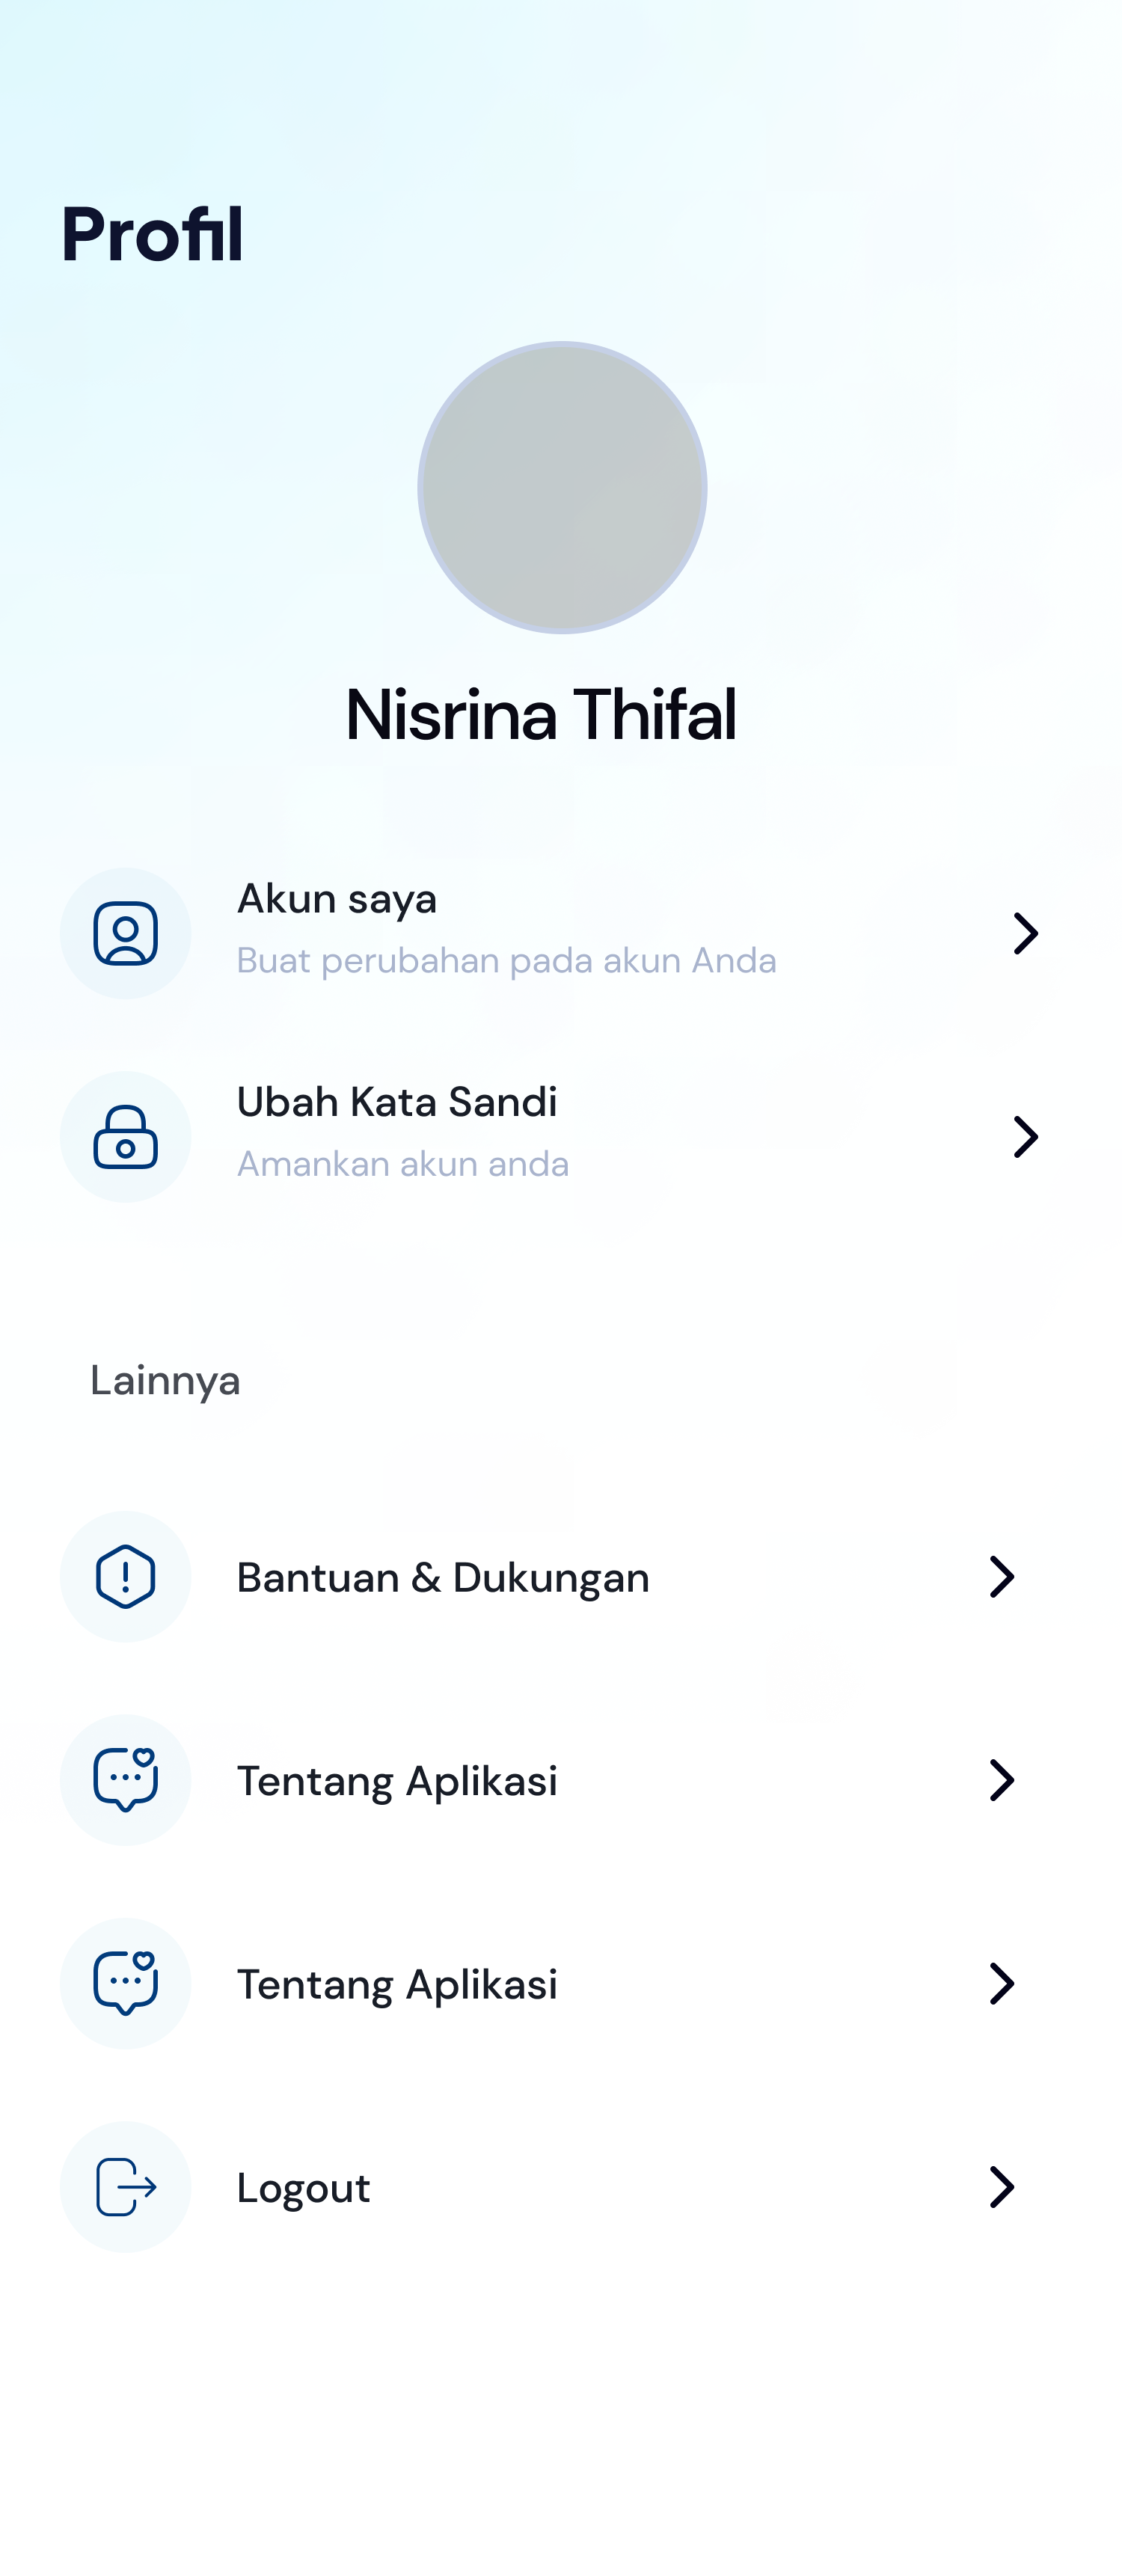 Profil
Nisrina Thifal
Akun saya
Buat perubahan pada akun Anda
Ubah Kata Sandi
Amankan akun anda
Lainnya
Bantuan & Dukungan
Tentang Aplikasi
Tentang Aplikasi
Logout